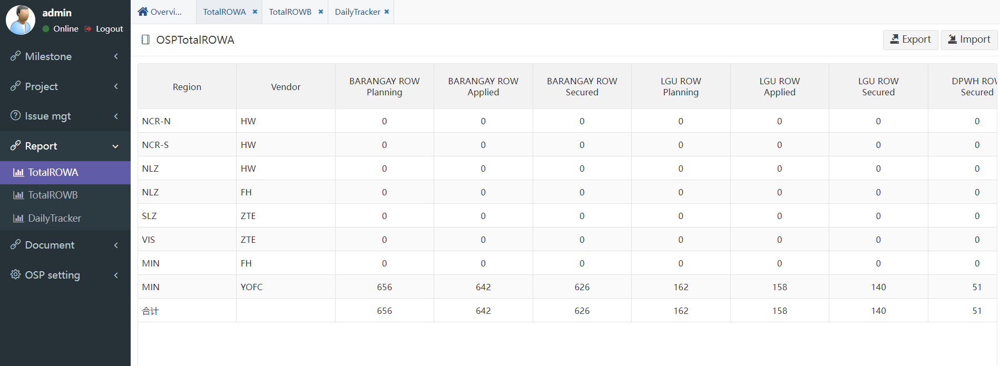 admin
Online Logout
Milestone
Project
Issue mgt
Report
TotalROWA
TotalROWB
DailyTracker
Document
OSP setting
Overvi... TotalROWA TotalROWB DailyTracker
OSPTotalROWA
Export Import
Region Vendor BARANGAY ROW Planning BARANGAY ROW Applied BARANGAY ROW Secured LGU ROW Planning LGU ROW Applied LGU ROW Secured DPWH ROW Secured
NCR-N HW 0 0 0 0 0 0 0
NCR-S HW 0 0 0 0 0 0 0
NLZ HW 0 0 0 0 0 0 0
NLZ FH 0 0 0 0 0 0 0
SLZ ZTE 0 0 0 0 0 0 0
VIS ZTE 0 0 0 0 0 0 0
MIN FH 0 0 0 0 0 0 0
MIN YOFC 656 642 626 162 158 140 51
合计 656 642 626 162 158 140 51